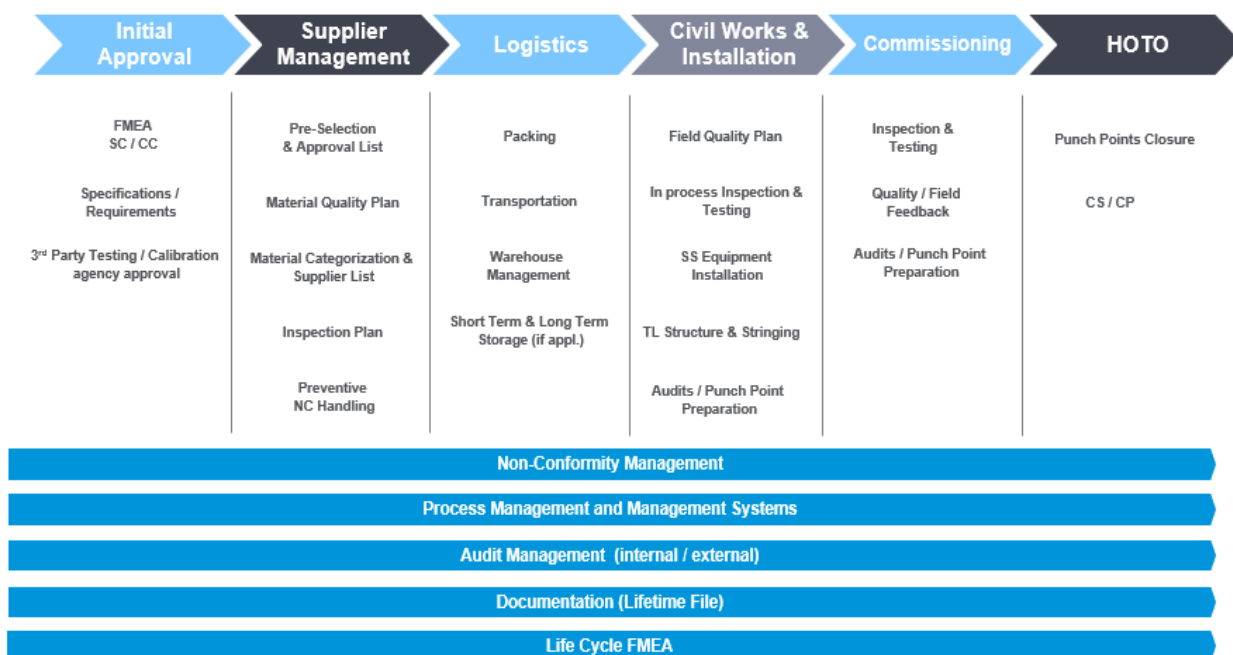 Initial
Approval
Supplier
Management
Logistics
Civil Works &
Installation
Commissioning
HOTO
FMEA
SC / CC
Specifications /
Requirements
3rd Party Testing / Calibration
agency approval
Pre-Selection
& Approval List
Material Quality Plan
Material Categorization &
Supplier List
Inspection Plan
Preventive
NC Handling
Packing
Transportation
Warehouse
Management
Short Term & Long Term
Storage (if appl.)
Field Quality Plan
In process Inspection &
Testing
SS Equipment
Installation
TL Structure & Stringing
Audits / Punch Point
Preparation
Inspection &
Testing
Quality / Field
Feedback
Audits / Punch Point
Preparation
Punch Points Closure
CS / CP
Non-Conformity Management
Process Management and Management Systems
Audit Management (internal / external)
Documentation (Lifetime File)
Life Cycle FMEA